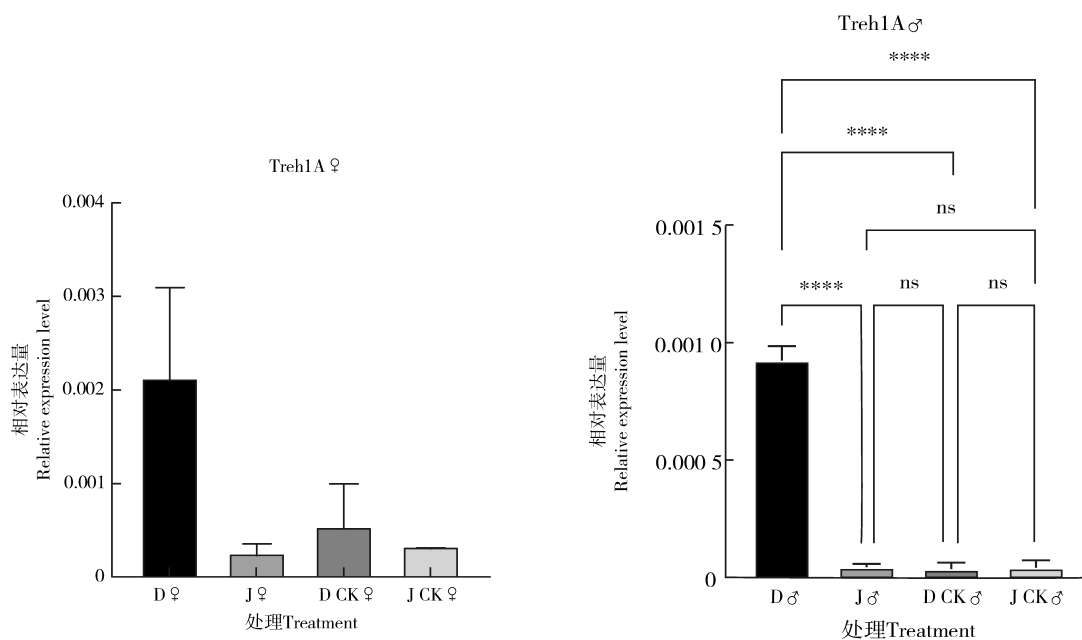 Treh1A♀
0.004
0.003
0.002
0.001
0
相对表达量
Relative expression level
D♀ J♀ D CK♀ J CK♀
处理Treatment
Treh1A♂
****
****
ns
**** ns ns
0.001 5
0.001 0
0.000 5
0
相对表达量
Relative expression level
D♂ J♂ D CK♂ J CK♂
处理Treatment